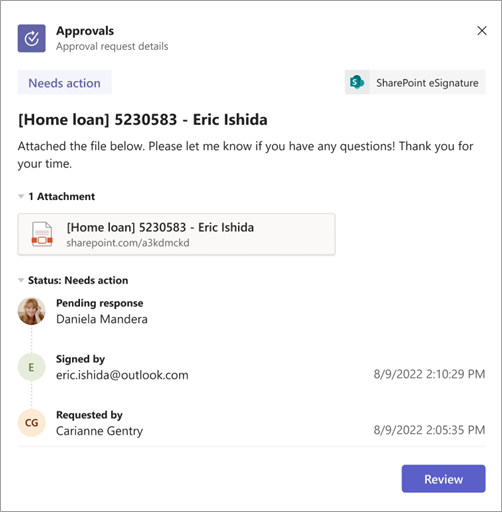 Approvals
Approval request details
Needs action
SharePoint eSignature
[Home loan] 5230583 - Eric Ishida
Attached the file below. Please let me know if you have any questions! Thank you for
your time.
1 Attachment
[Home loan] 5230583 - Eric Ishida
sharepoint.com/a3kdmckd
Status: Needs action
Pending response
Daniela Mandera
E
Signed by
eric.ishida@outlook.com
8/9/2022 2:10:29 PM
CG
Requested by
Carianne Gentry
8/9/2022 2:05:35 PM
Review